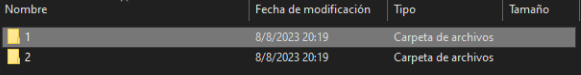 Nombre Fecha de modificación Tipo Tamaño
1 8/8/2023 20:19 Carpeta de archivos
2 8/8/2023 20:19 Carpeta de archivos